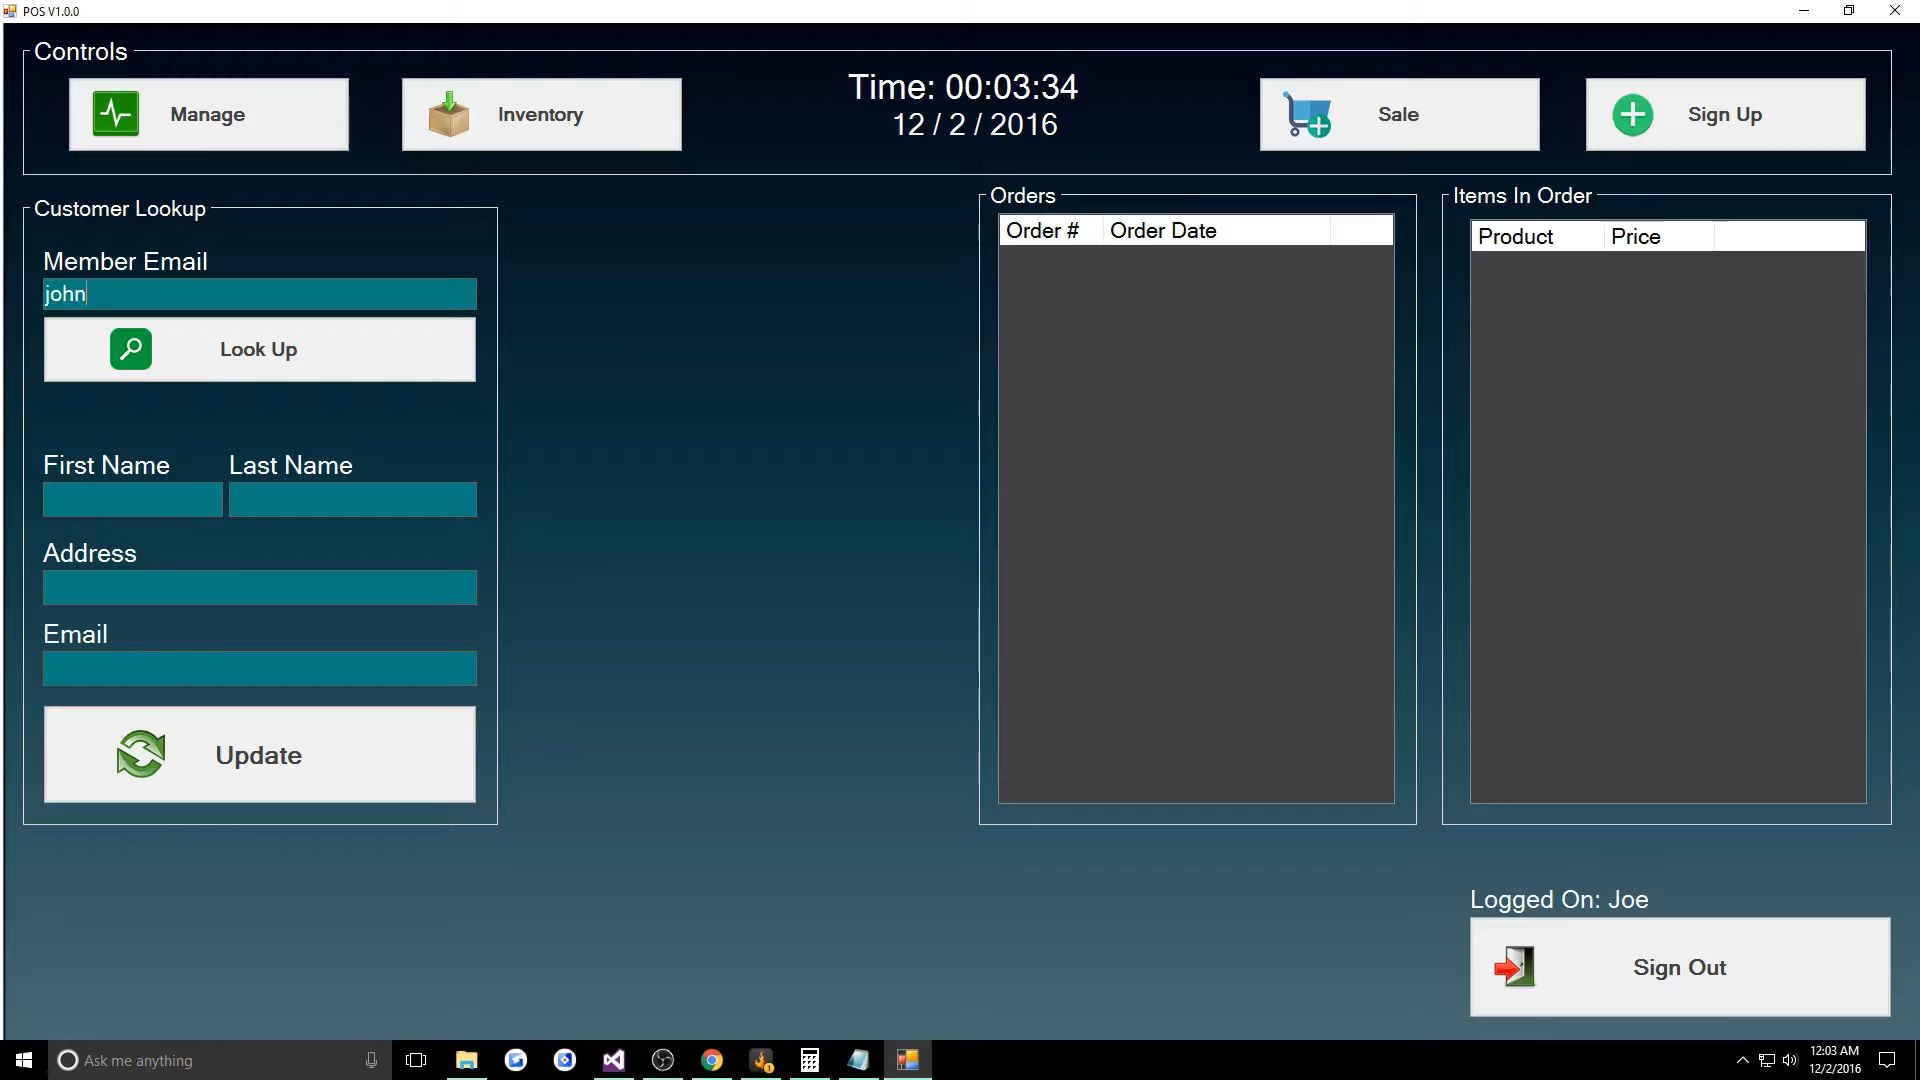 POS V1.0.0
Controls
Manage
Inventory
Time: 00:03:34
12 / 2 / 2016
Sale
Sign Up
Customer Lookup
Member Email
john
Look Up
First Name Last Name
Address
Email
Update
Orders
Order # Order Date
Items In Order
Product Price
Logged On: Joe
Sign Out
Ask me anything
12:03 AM
12/2/2016